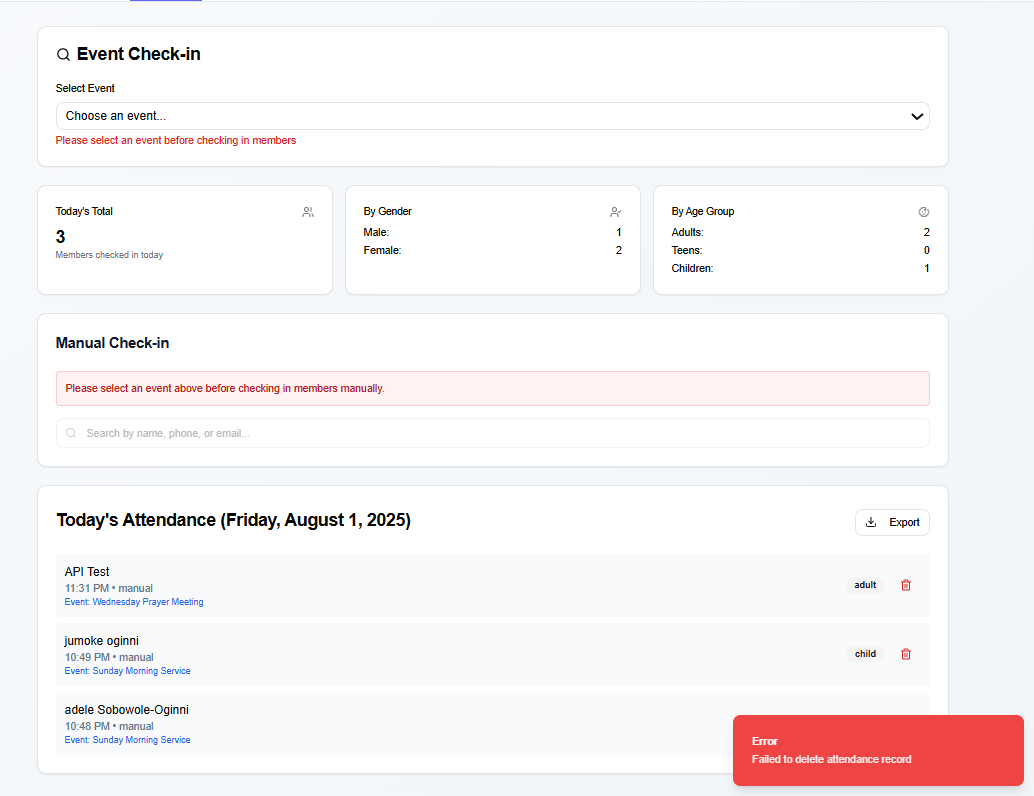 Event Check-in
Select Event
Choose an event...
Please select an event before checking in members
Today's Total
3
Members checked in today
By Gender
Male: 1
Female: 2
By Age Group
Adults: 2
Teens: 0
Children: 1
Manual Check-in
Please select an event above before checking in members manually.
Search by name, phone, or email...
Today's Attendance (Friday, August 1, 2025)
Export
API Test
11:31 PM • manual
Event: Wednesday Prayer Meeting
adult
jumoke oginni
10:49 PM • manual
Event: Sunday Morning Service
child
adele Sobowole-Oginni
10:48 PM • manual
Event: Sunday Morning Service
Error
Failed to delete attendance record